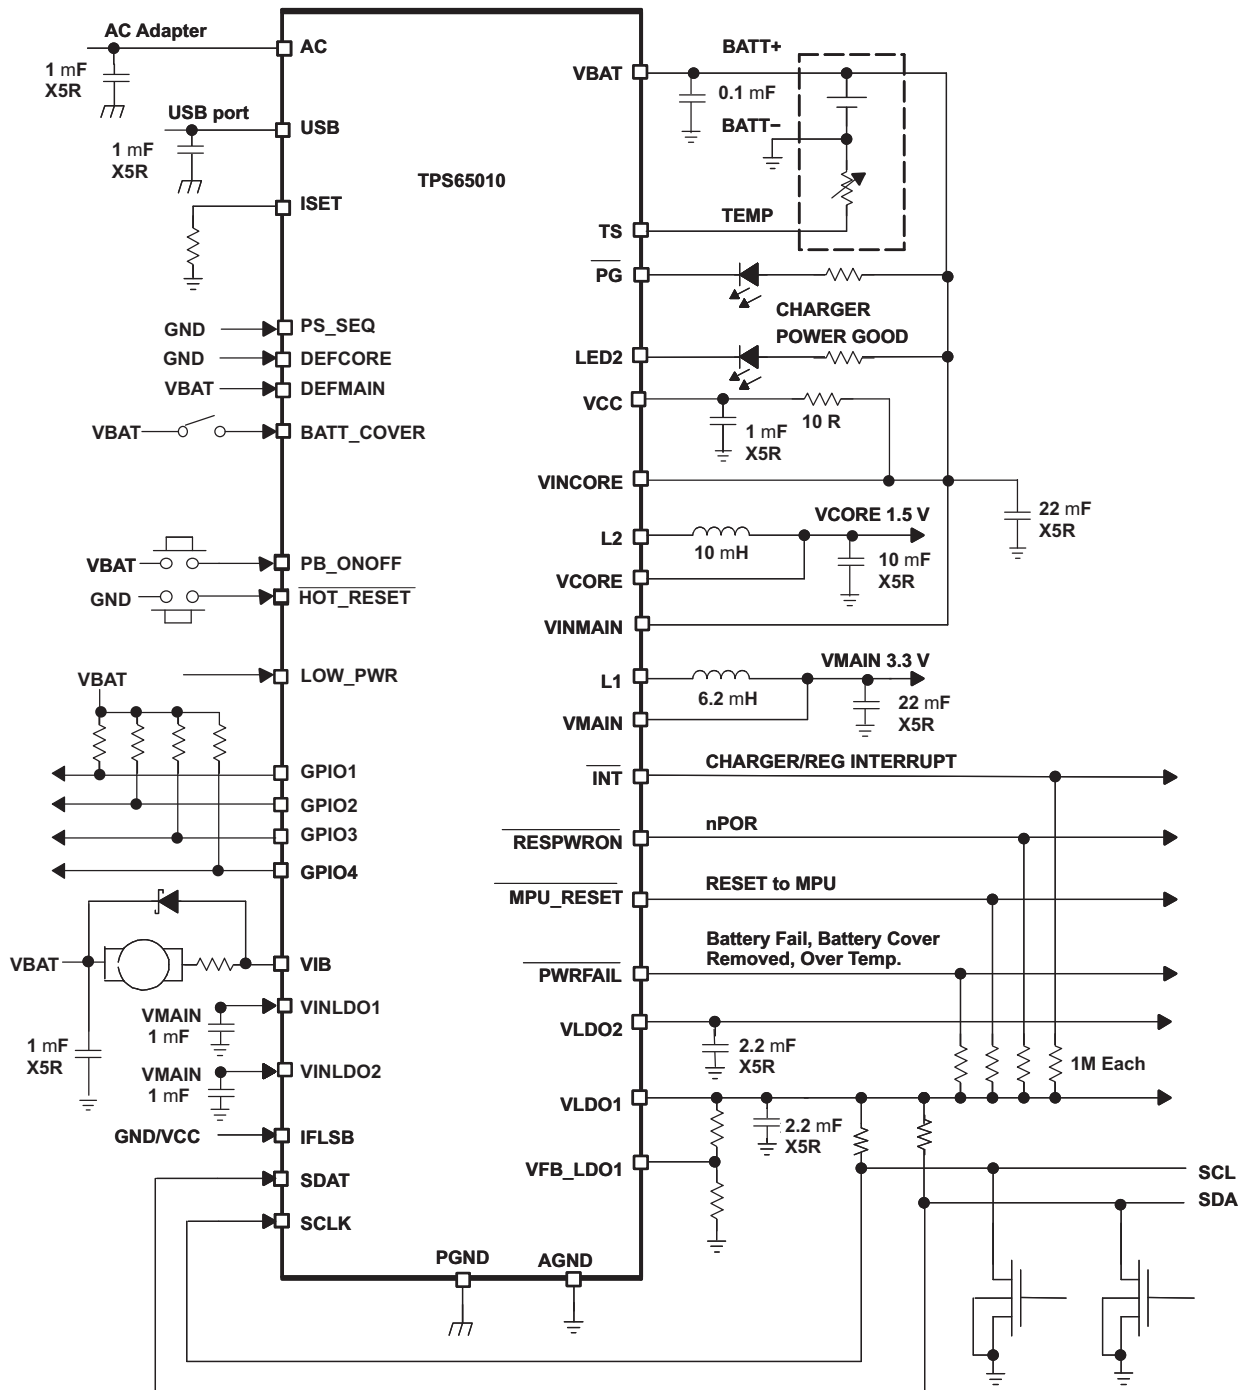 AC Adapter
AC
1 mF
X5R
USB port
USB
1 mF
X5R
TPS65010
ISET
GND
PS_SEQ
GND
DEFCORE
VBAT
DEFMAIN
VBAT
BATT_COVER
VBAT
PB_ONOFF
GND
HOT_RESET
VBAT
LOW_PWR
GPIO1
GPIO2
GPIO3
GPIO4
VBAT
VIB
1 mF
X5R
VMAIN
1 mF
VINLDO1
VMAIN
1 mF
VINLDO2
GND/VCC
IFLSB
SDAT
SCLK
PGND
AGND
VBAT
BATT+
0.1 mF
BATT−
TS
TEMP
PG
CHARGER
POWER GOOD
LED2
VCC
10 R
1 mF
X5R
VINCORE
22 mF
X5R
L2
10 mH
VCORE 1.5 V
10 mF
X5R
VCORE
VINMAIN
L1
6.2 mH
VMAIN 3.3 V
22 mF
X5R
VMAIN
INT
CHARGER/REG INTERRUPT
RESPWRON
nPOR
MPU_RESET
RESET to MPU
PWRFAIL
Battery Fail, Battery Cover
Removed, Over Temp.
VLDO2
2.2 mF
X5R
1M Each
VLDO1
2.2 mF
X5R
VFB_LDO1
SCL
SDA